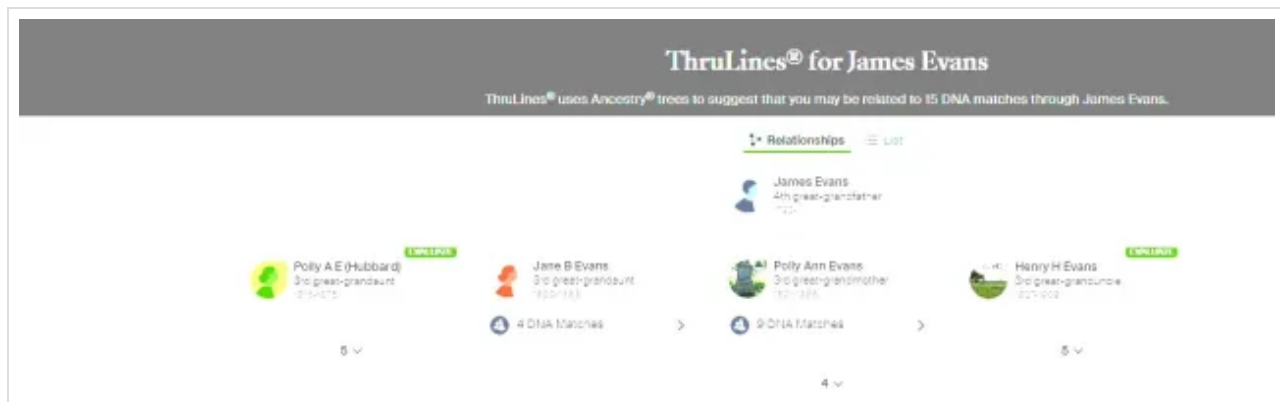 ThruLines® for James Evans
ThruLines® uses Ancestry® trees to suggest that you may be related to 15 DNA matches through James Evans.
Relationships List
James Evans
4th great-grandfather
EVALUATE
Polly A E (Hubbard)
3rd great-grandaunt
Jane B Evans
3rd great-grandaunt
4 DNA Matches
Polly Ann Evans
3rd great-grandmother
9 DNA Matches
EVALUATE
Henry H Evans
3rd great-granduncle
5
5
4